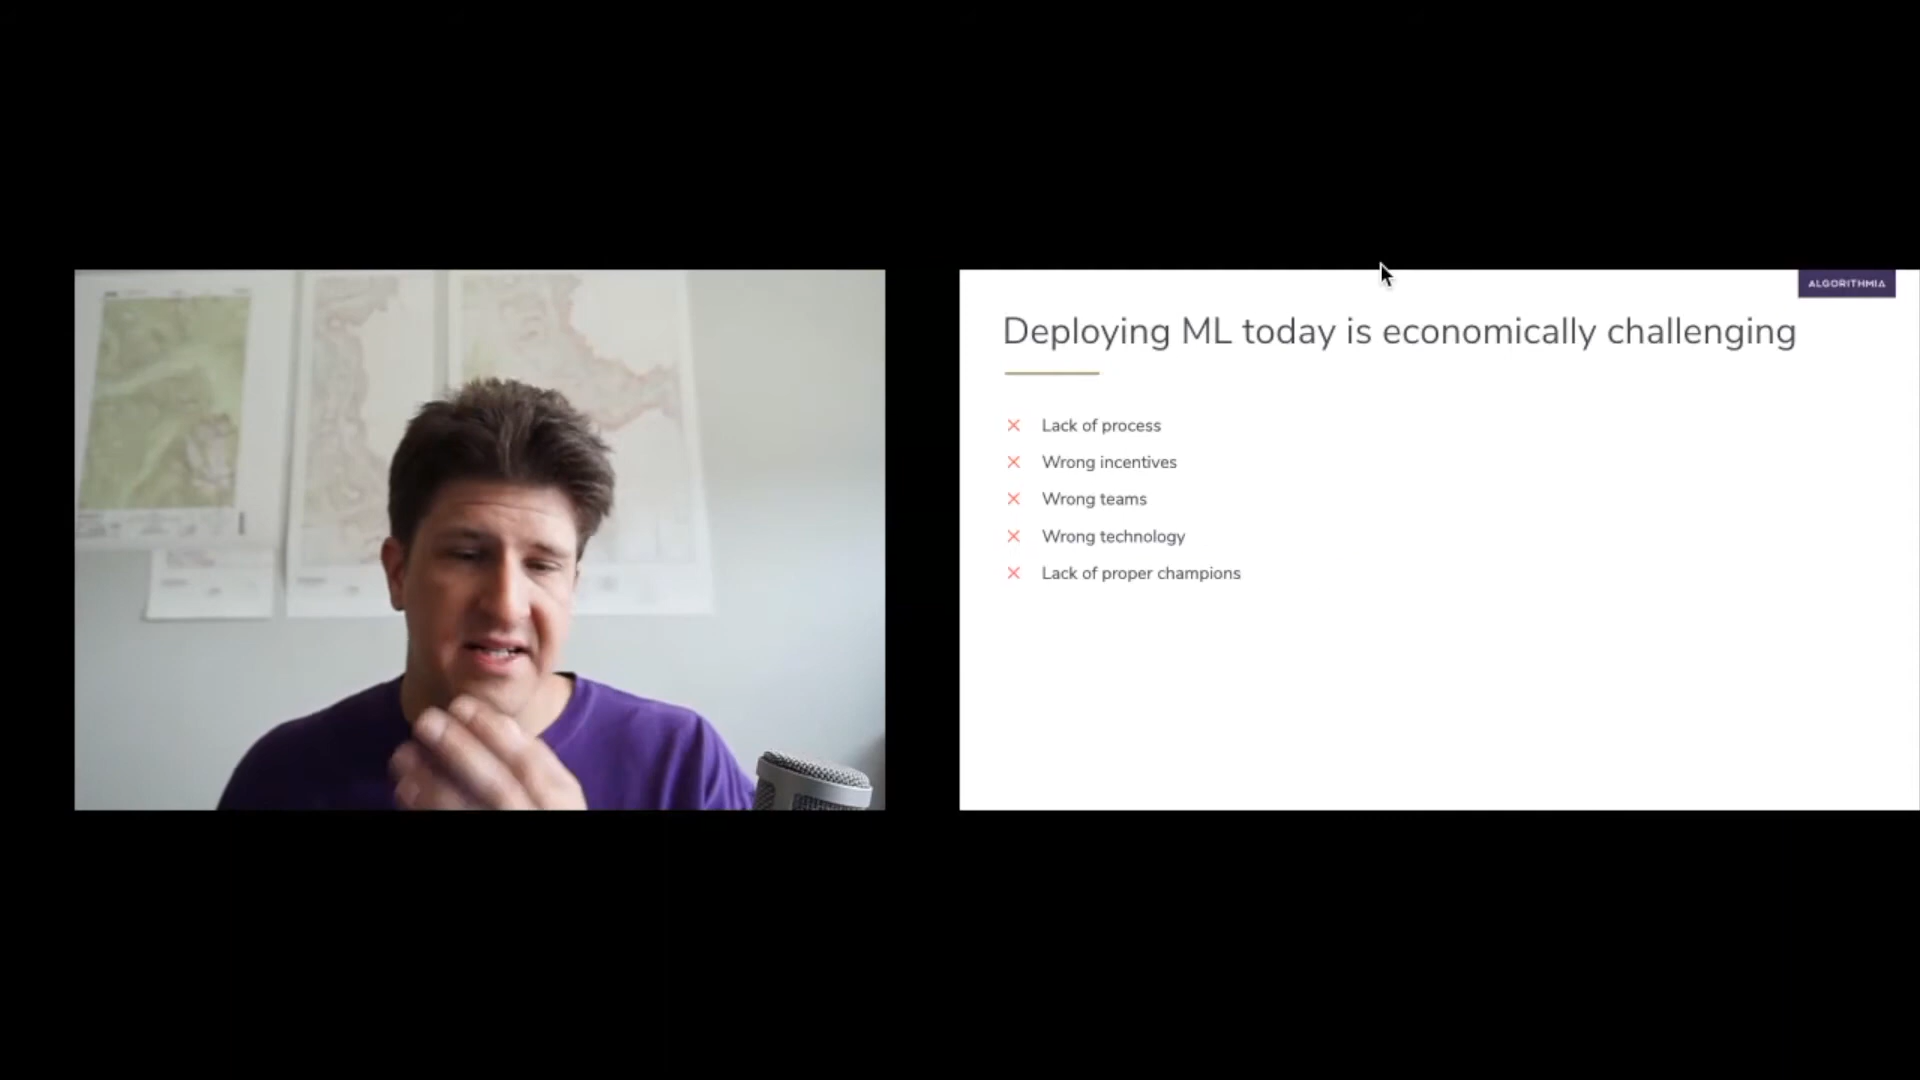 ALGORITHMIA
Deploying ML today is economically challenging
Lack of process
Wrong incentives
Wrong teams
Wrong technology
Lack of proper champions